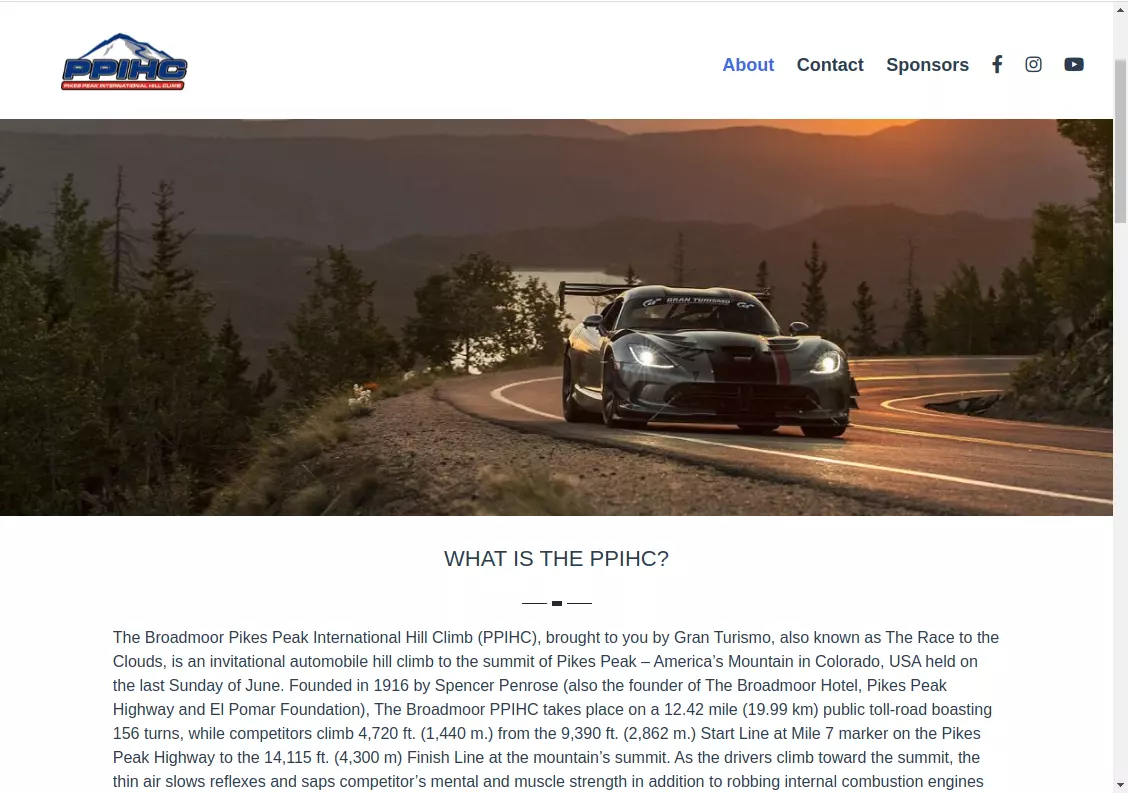 PPIHC
PIKES PEAK INTERNATIONAL HILL CLIMB
About Contact Sponsors
GRAN TURISMO
WHAT IS THE PPIHC?
The Broadmoor Pikes Peak International Hill Climb (PPIHC), brought to you by Gran Turismo, also known as The Race to the
Clouds, is an invitational automobile hill climb to the summit of Pikes Peak – America’s Mountain in Colorado, USA held on
the last Sunday of June. Founded in 1916 by Spencer Penrose (also the founder of The Broadmoor Hotel, Pikes Peak
Highway and El Pomar Foundation), The Broadmoor PPIHC takes place on a 12.42 mile (19.99 km) public toll-road boasting
156 turns, while competitors climb 4,720 ft. (1,440 m.) from the 9,390 ft. (2,862 m.) Start Line at Mile 7 marker on the Pikes
Peak Highway to the 14,115 ft. (4,300 m) Finish Line at the mountain’s summit. As the drivers climb toward the summit, the
thin air slows reflexes and saps competitor’s mental and muscle strength in addition to robbing internal combustion engines